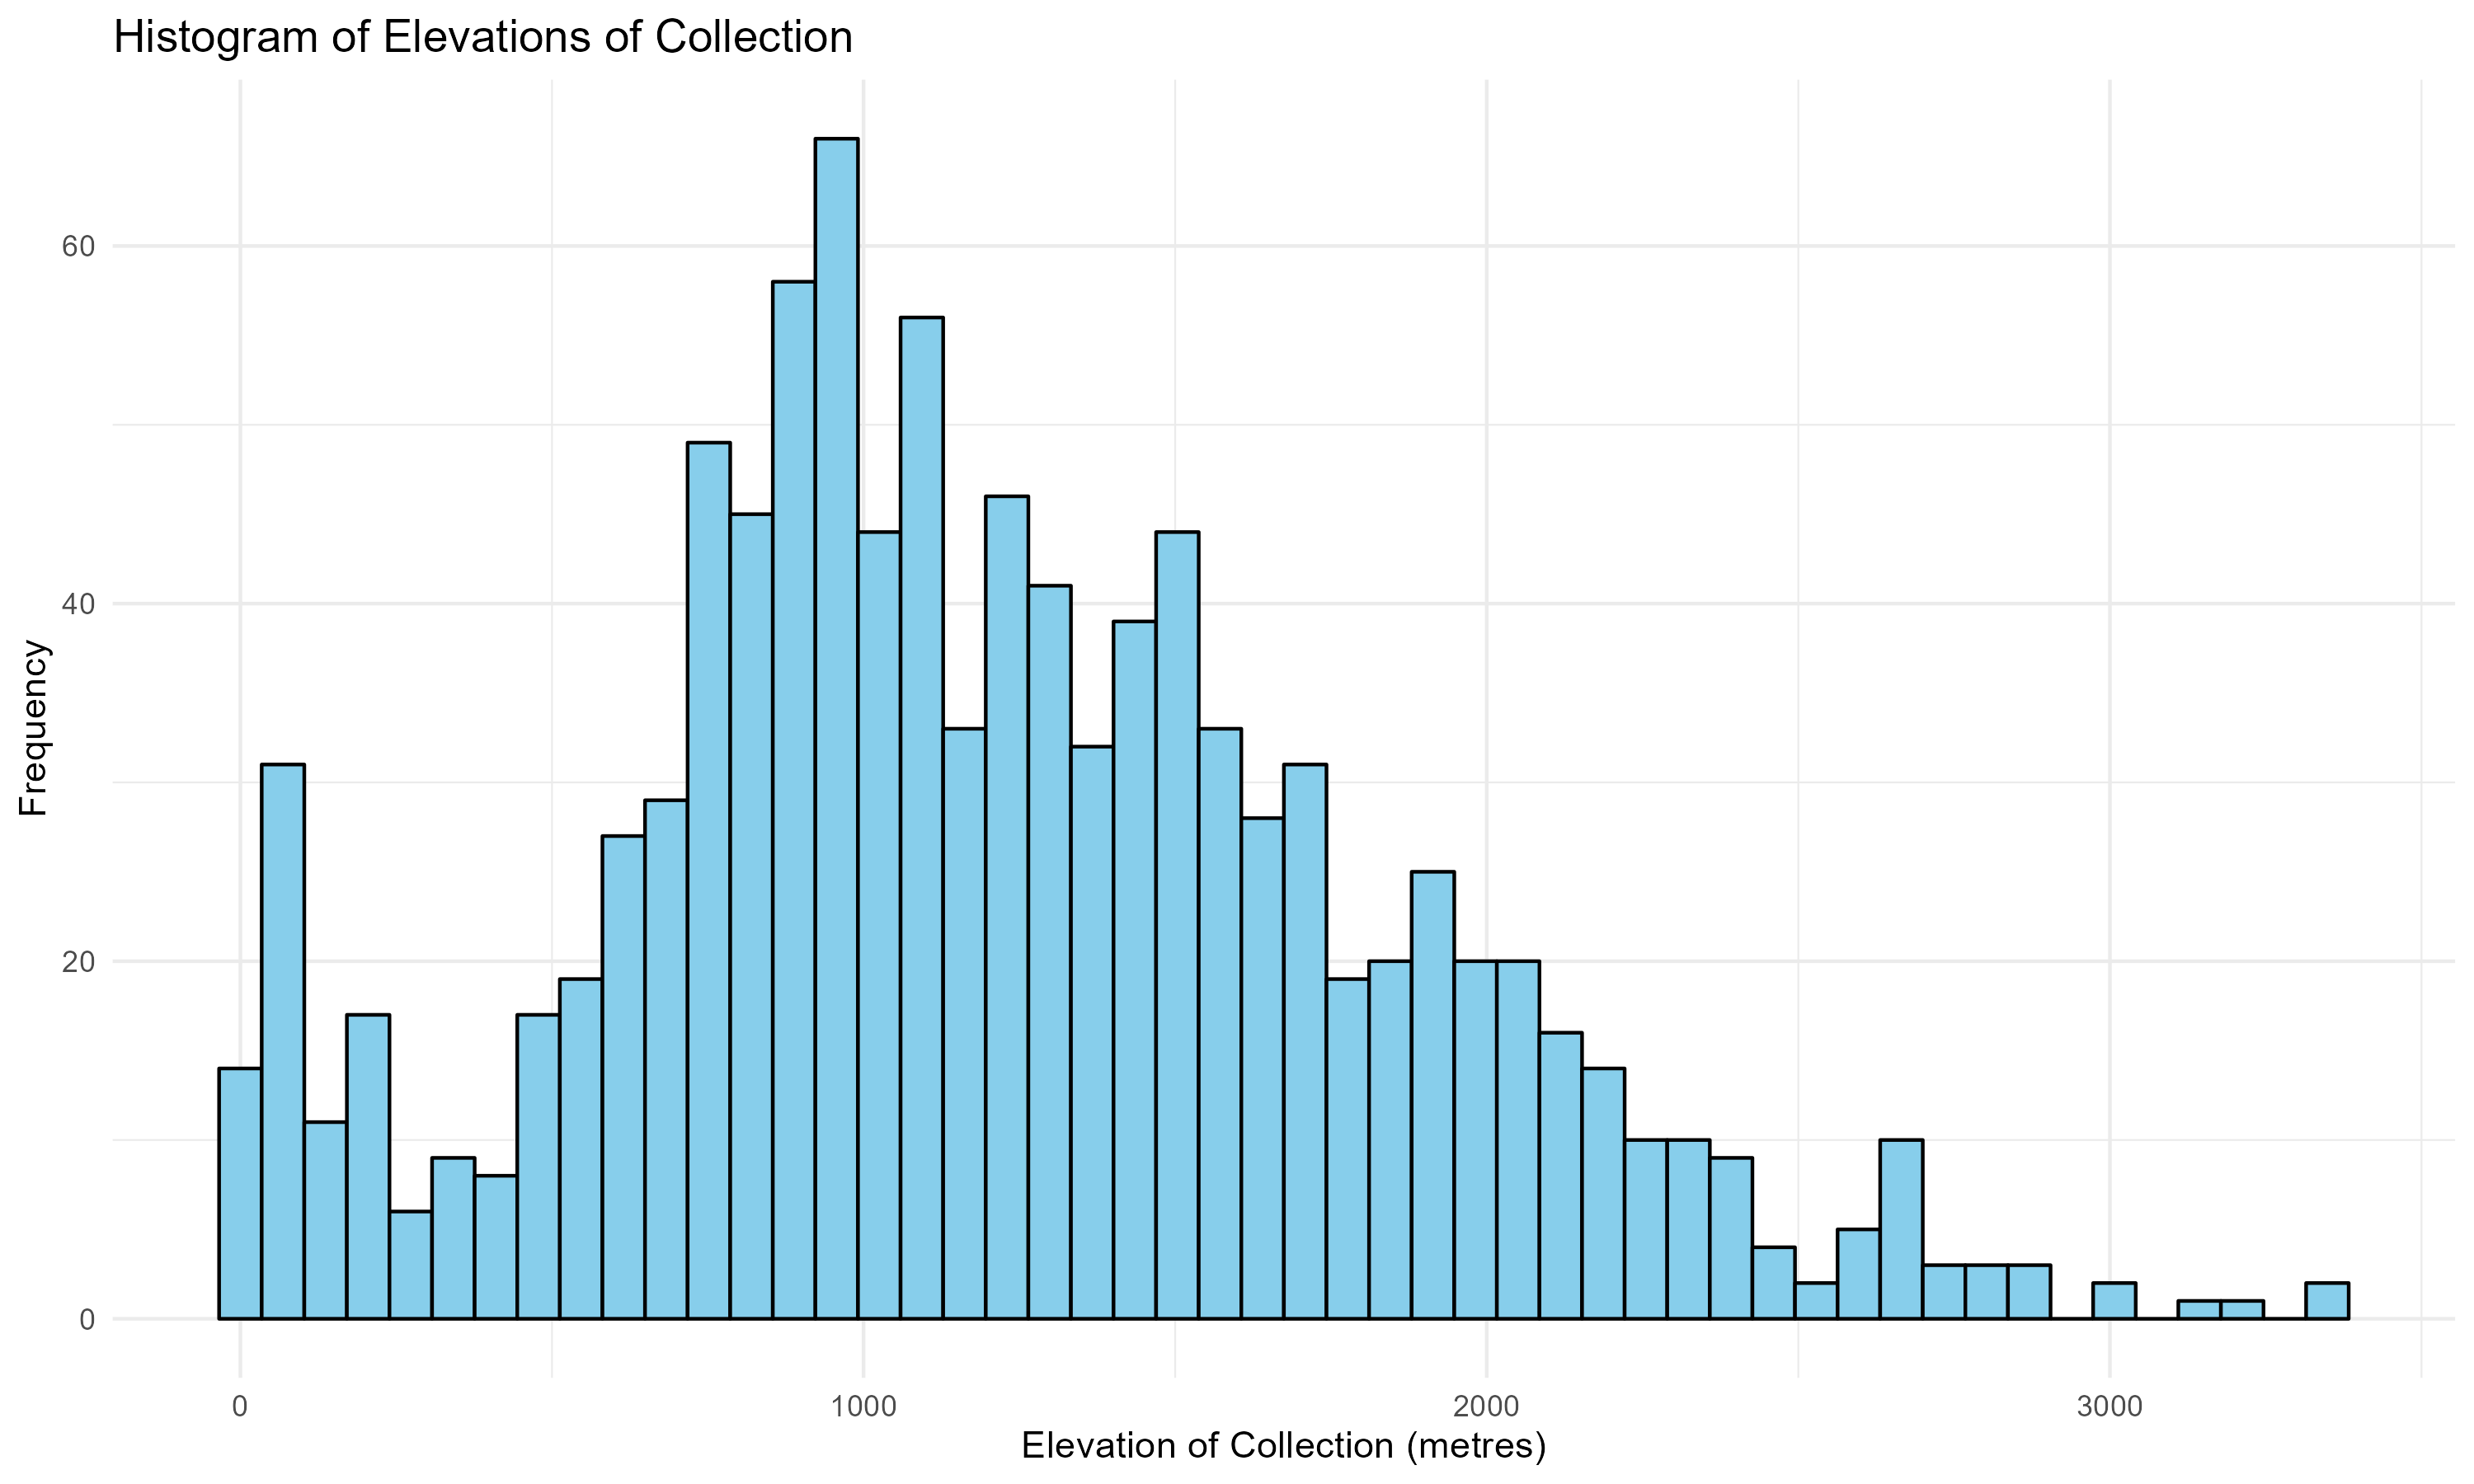 Histogram of Elevations of Collection
60
40
20
0
Frequency
0 1000 2000 3000
Elevation of Collection (metres)